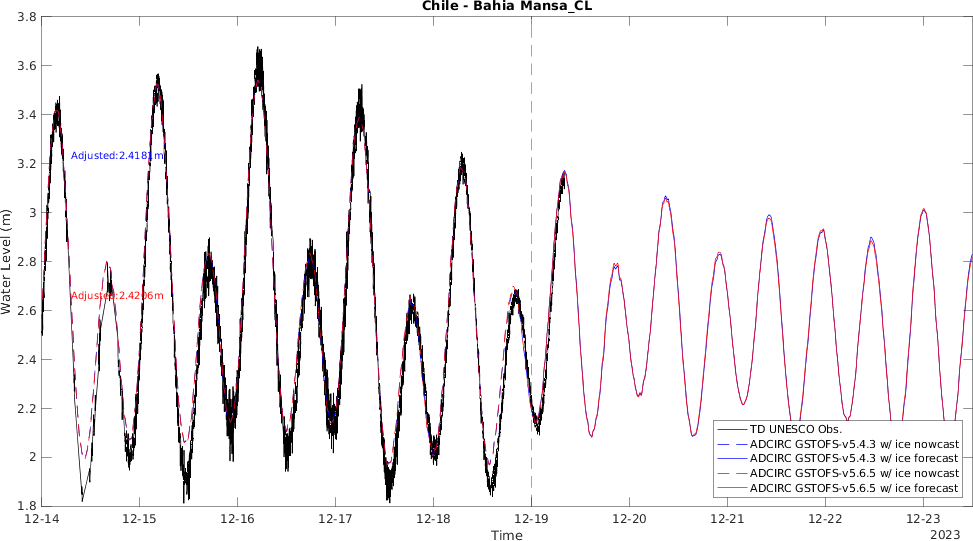 Chile - Bahia Mansa_CL
3.8
3.6
3.4
3.2
3
2.8
2.6
2.4
2.2
2
1.8
Water Level (m)
Adjusted:2.4181m
Adjusted:2.4206m
TD UNESCO Obs.
ADCIRC GSTOFS-v5.4.3 w/ ice nowcast
ADCIRC GSTOFS-v5.4.3 w/ ice forecast
ADCIRC GSTOFS-v5.6.5 w/ ice nowcast
ADCIRC GSTOFS-v5.6.5 w/ ice forecast
12-14 12-15 12-16 12-17 12-18 12-19 12-20 12-21 12-22 12-23
Time
2023